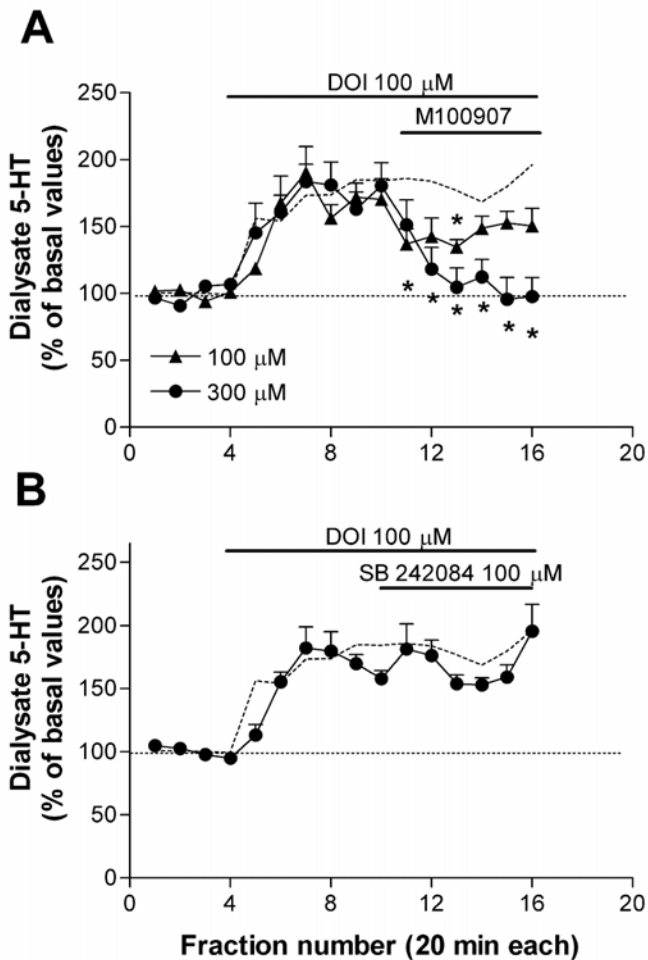 A
DOI 100 μM
M100907
Dialysate 5-HT
(% of basal values)
250
200
150
100
50
0
*
* * * * * *
100 μM
300 μM
0 4 8 12 16 20
B
DOI 100 μM
SB 242084 100 μM
Dialysate 5-HT
(% of basal values)
250
200
150
100
50
0
0 4 8 12 16 20
Fraction number (20 min each)